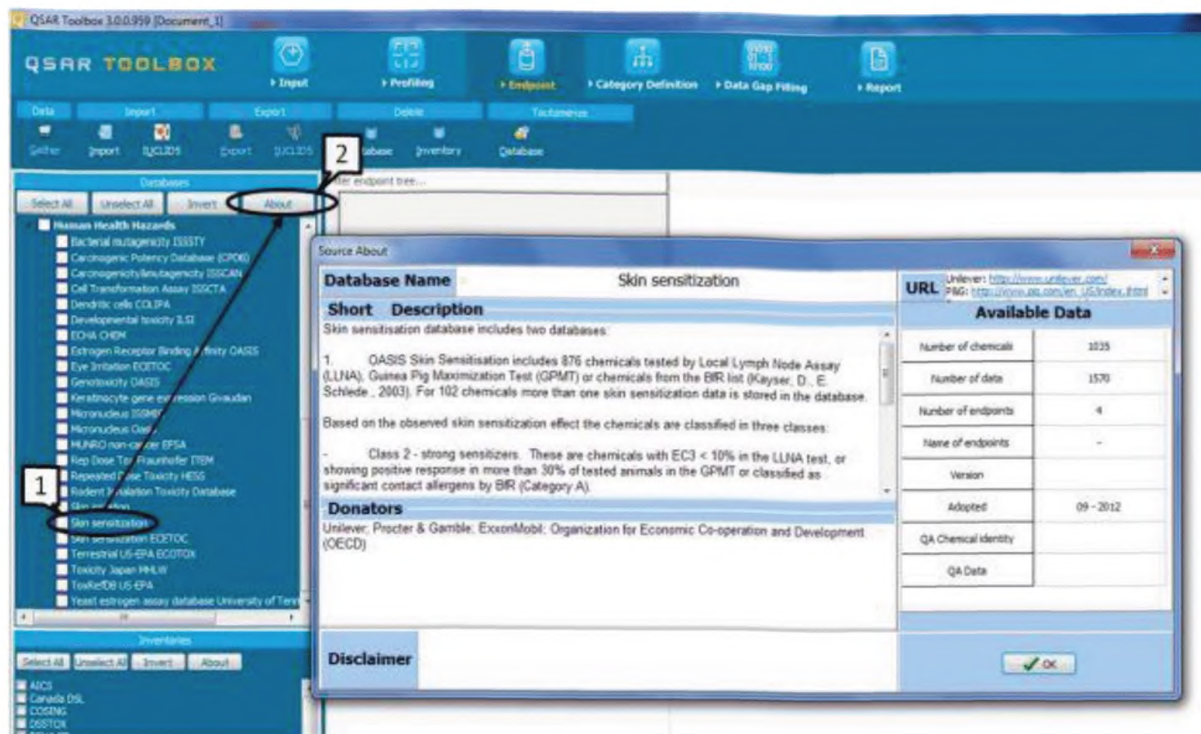 QSAR Toolbox 3.0.0.959 [Document_1]
QSAR TOOLBOX
Input
Profiling
Endpoint
Category Definition
Data Gap Filling
Report
Data
Import
Export
Delete
Tautomerize
Gather
Import
IUCLID5
Export
IUCLID5
Database
Inventory
Database
2
Databases
Filter endpoint tree...
Select All
Unselect All
Invert
About
Human Health Hazards
Bacterial mutagenicity ISSSTY
Carcinogenic Potency Database (CPDB)
Carcinogenicity&mutagenicity ISSCAN
Cell Transformation Assay ISSCTA
Dendritic cells COLIPA
Developmental toxicity ILSI
ECHA CHEM
Estrogen Receptor Binding Affinity OASIS
Eye Irritation ECETOC
Genotoxicity OASIS
Keratinocyte gene expression Givaudan
Micronucleus ISSMIC
Micronucleus Oasis
MUNRO non-cancer EFSA
Rep Dose Tox Fraunhofer ITEM
Repeated Dose Toxicity HESS
Rodent Inhalation Toxicity Database
1
Skin irritation
Skin sensitization
Skin sensitization ECETOC
Terrestrial US-EPA ECOTOX
Toxicity Japan MHLW
ToxRefDB US-EPA
Yeast estrogen assay database University of Tenn
Inventories
Select All
Unselect All
Invert
About
AICS
Canada DSL
COSING
DSSTOX
Source About
Database Name
Skin sensitization
Short Description
Skin sensitisation database includes two databases:
1. OASIS Skin Sensitisation includes 876 chemicals tested by Local Lymph Node Assay
(LLNA), Guinea Pig Maximization Test (GPMT) or chemicals from the BfR list (Kayser, D., E.
Schlede., 2003). For 102 chemicals more than one skin sensitization data is stored in the database.
Based on the observed skin sensitization effect the chemicals are classified in three classes:
- Class 2 - strong sensitizers. These are chemicals with EC3 < 10% in the LLNA test, or
showing positive response in more than 30% of tested animals in the GPMT or classified as
significant contact allergens by BfR (Category A).
Donators
Unilever; Procter & Gamble; ExxonMobil; Organization for Economic Co-operation and Development
(OECD)
Disclaimer
URL
Unilever: http://www.unilever.com/
P&G: http://www.pg.com/en_US/index.jhtml
Available Data
Number of chemicals 1035
Number of data 1570
Number of endpoints 4
Name of endpoints -
Version
Adopted 09 - 2012
QA Chemical identity
QA Data
OK